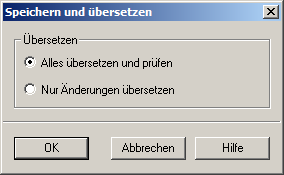 Speichern und übersetzen
Übersetzen
Alles übersetzen und prüfen
Nur Änderungen übersetzen
OK
Abbrechen
Hilfe